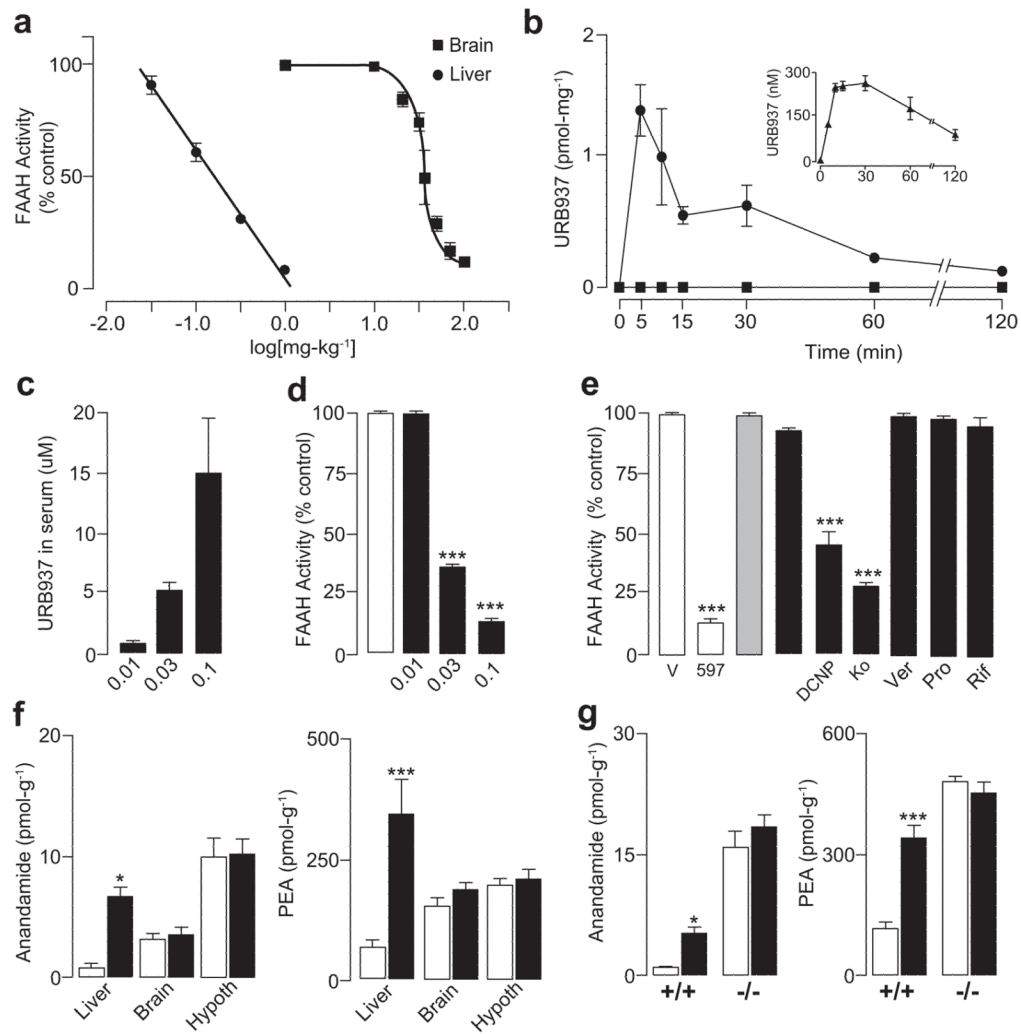 a
FAAH Activity
(% control)
100
50
0
-2.0 -1.0 0.0 1.0 2.0
log[mg-kg⁻¹]
Brain
Liver
b
URB937 (pmol-mg⁻¹)
2
1
0
0 5 15 30 60 120
Time (min)
URB937 (nM)
300
150
0
0 30 60 120
c
URB937 in serum (uM)
20
15
10
5
0
0.01 0.03 0.1
d
FAAH Activity (% control)
100
75
50
25
0
***
***
0.01 0.03 0.1
e
FAAH Activity (% control)
100
75
50
25
0
***
***
***
V 597 DCNP Ko Ver Pro Rif
f
Anandamide (pmol-g⁻¹)
20
10
0
*
Liver Brain Hypoth
PEA (pmol-g⁻¹)
500
250
0
***
Liver Brain Hypoth
g
Anandamide (pmol-g⁻¹)
30
15
0
*
+/+ -/-
PEA (pmol-g⁻¹)
600
300
0
***
+/+ -/-